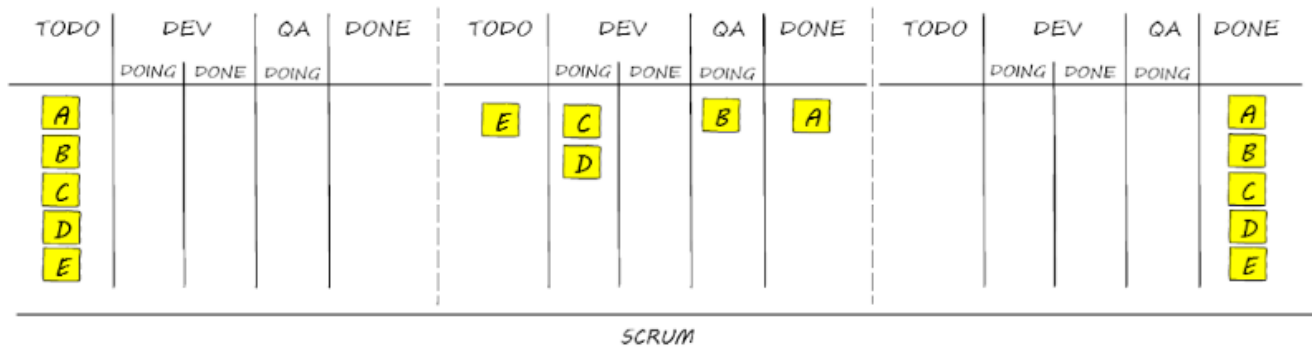 TODO DEV QA DONE TODO DEV QA DONE TODO DEV QA DONE
DOING DONE DOING DOING DONE DOING DOING DONE DOING
A E C B A A
B D B
C C
D D
E E
SCRUM